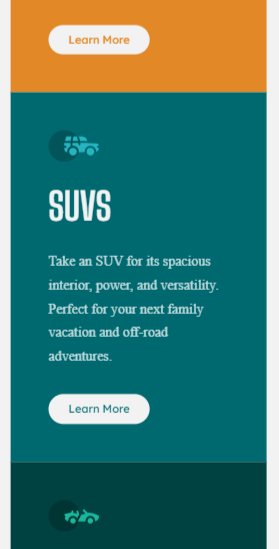 Learn More
SUVS
Take an SUV for its spacious
interior, power, and versatility.
Perfect for your next family
vacation and off-road
adventures.
Learn More